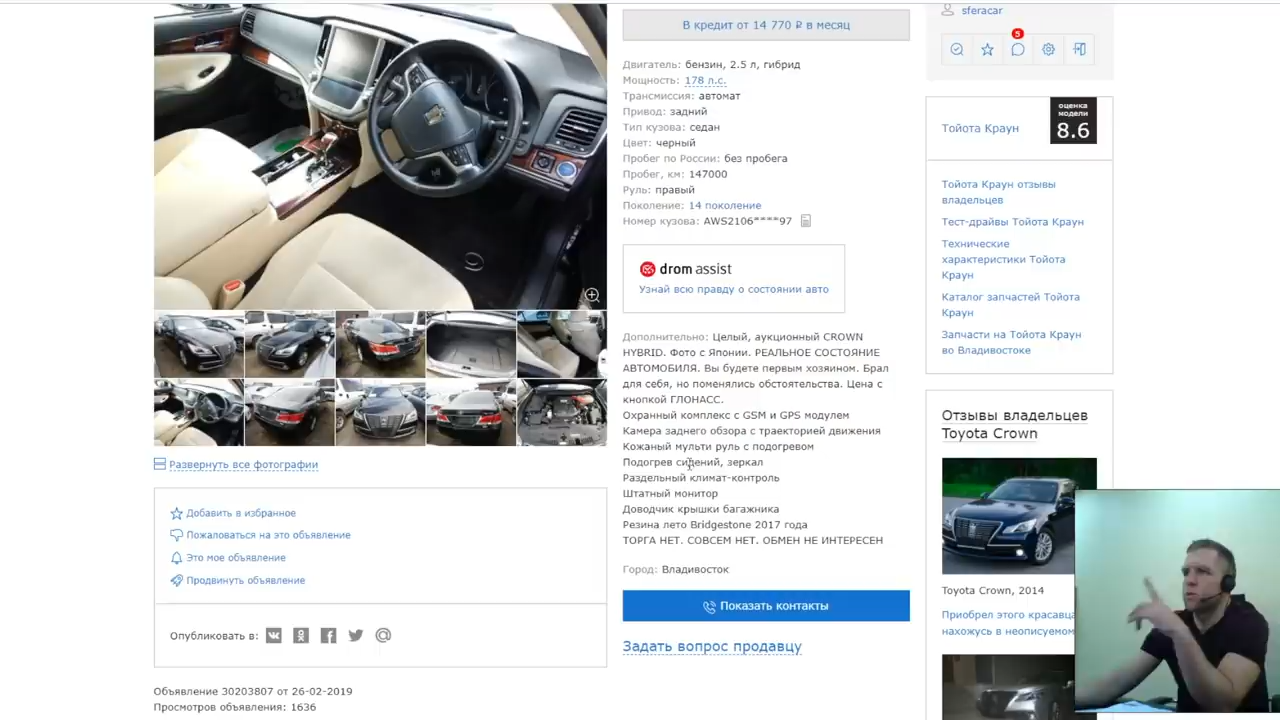 В кредит от 14 770 ₽ в месяц
Двигатель: бензин, 2.5 л, гибрид
Мощность: 178 л.с.
Трансмиссия: автомат
Привод: задний
Тип кузова: седан
Цвет: черный
Пробег по России: без пробега
Пробег, км: 147000
Руль: правый
Поколение: 14 поколение
Номер кузова: AWS2106****97
drom assist
Узнай всю правду о состоянии авто
Дополнительно: Целый, аукционный CROWN
HYBRID. Фото с Японии. РЕАЛЬНОЕ СОСТОЯНИЕ
АВТОМОБИЛЯ. Вы будете первым хозяином. Брал
для себя, но поменялись обстоятельства. Цена с
кнопкой ГЛОНАСС.
Охранный комплекс с GSM и GPS модулем
Камера заднего обзора с траекторией движения
Кожаный мульти руль с подогревом
Подогрев сидений, зеркал
Раздельный климат-контроль
Штатный монитор
Доводчик крышки багажника
Резина лето Bridgestone 2017 года
ТОРГА НЕТ. СОВСЕМ НЕТ. ОБМЕН НЕ ИНТЕРЕСЕН
Город: Владивосток
Показать контакты
Задать вопрос продавцу
Развернуть все фотографии
Добавить в избранное
Пожаловаться на это объявление
Это мое объявление
Продвинуть объявление
Опубликовать в:
Объявление 30203807 от 26-02-2019
Просмотров объявления: 1636
sferacar
5
Тойота Краун
оценка
модели
8.6
Тойота Краун отзывы
владельцев
Тест-драйвы Тойота Краун
Технические
характеристики Тойота
Краун
Каталог запчастей Тойота
Краун
Запчасти на Тойота Краун
во Владивостоке
Отзывы владельцев
Toyota Crown
Toyota Crown, 2014
Приобрел этого красавца
нахожусь в неописуемом